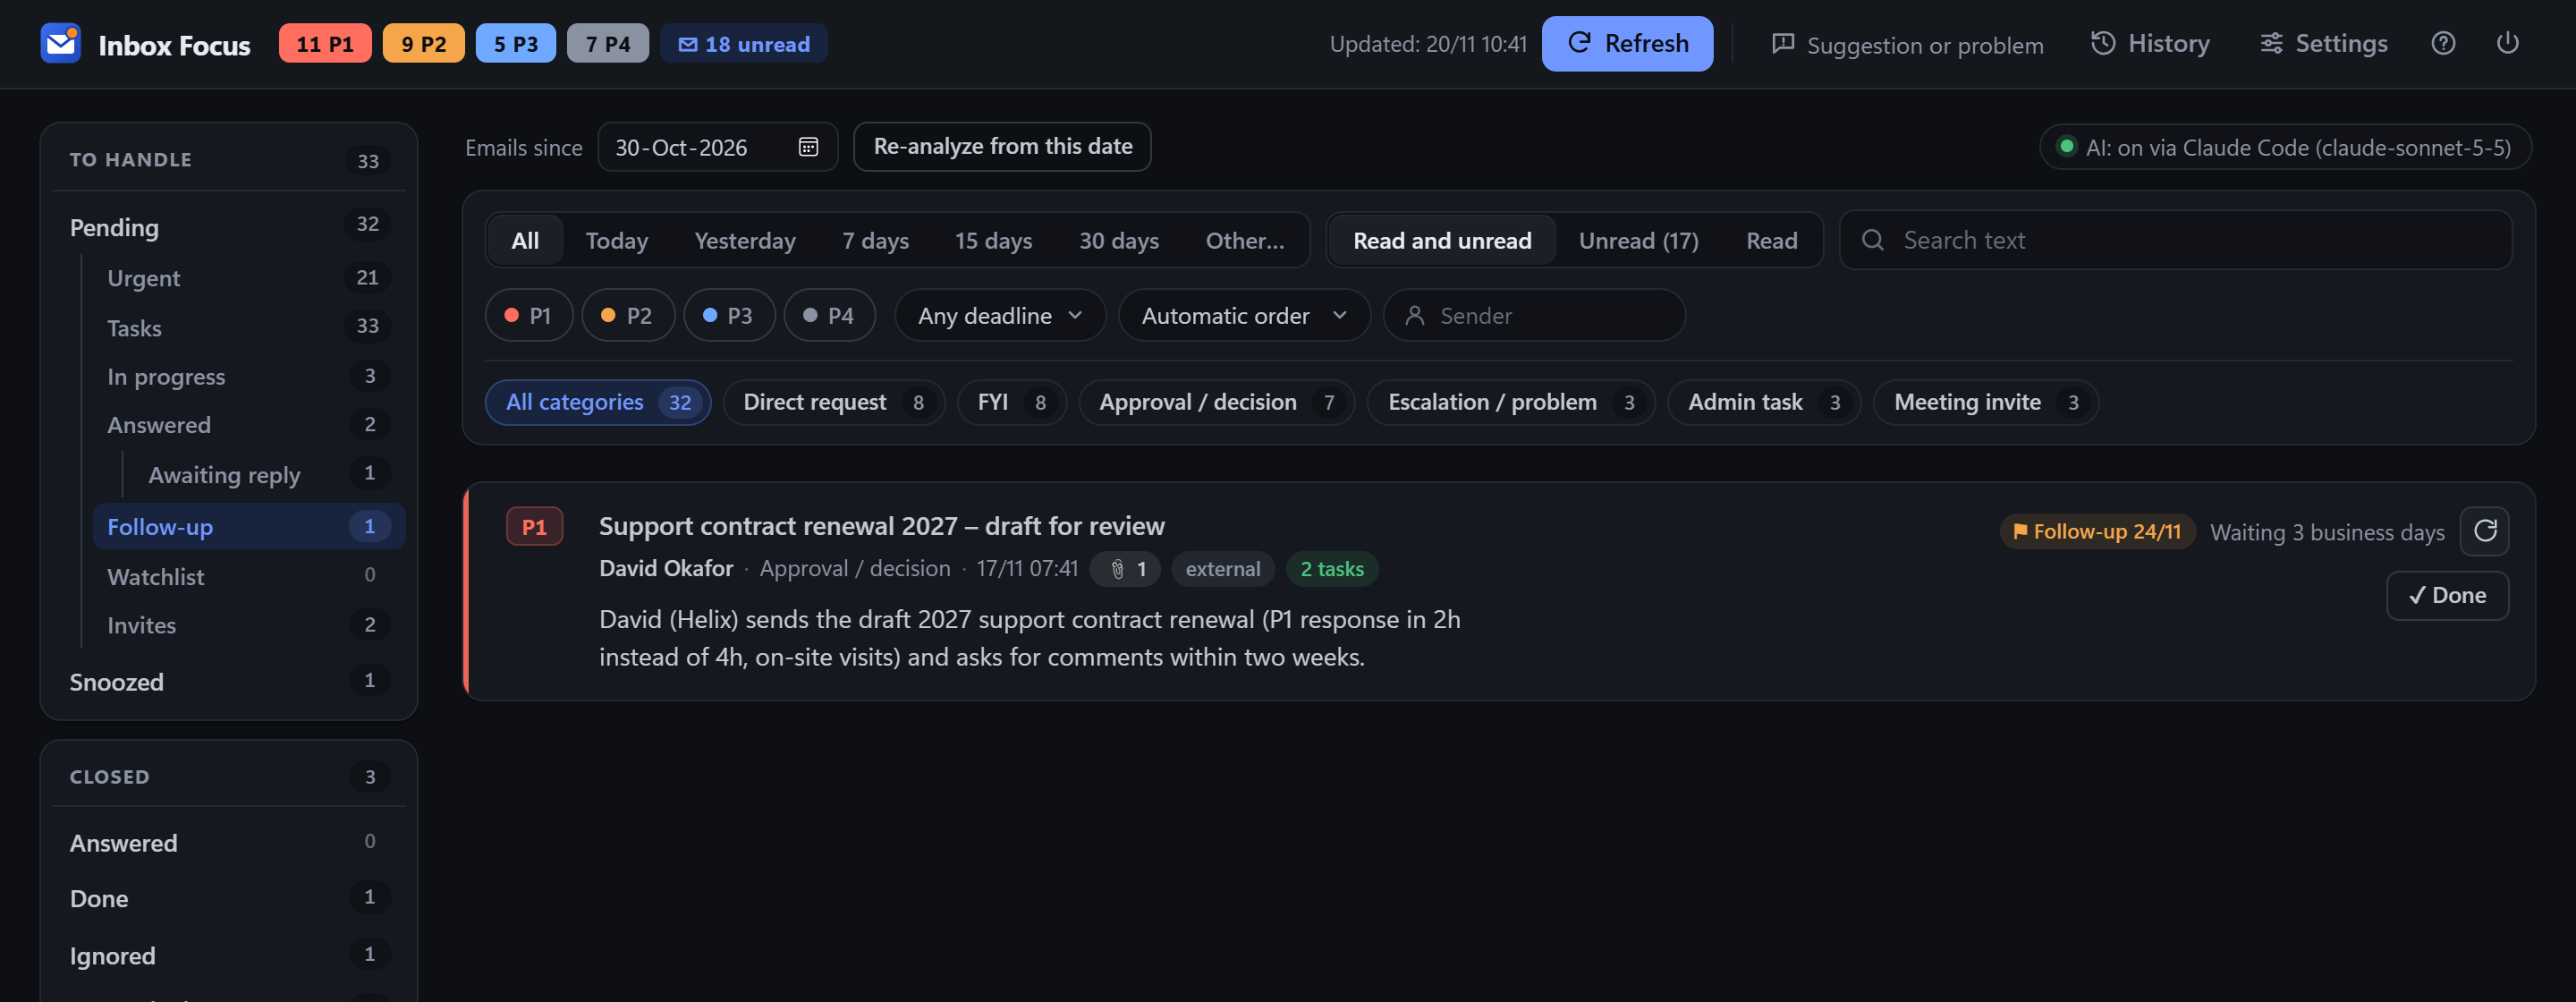 Inbox Focus
11 P1
9 P2
5 P3
7 P4
18 unread
Updated: 20/11 10:41
Refresh
Suggestion or problem
History
Settings
TO HANDLE 33
Pending 32
Urgent 21
Tasks 33
In progress 3
Answered 2
Awaiting reply 1
Follow-up 1
Watchlist 0
Invites 2
Snoozed 1
CLOSED 3
Answered 0
Done 1
Ignored 1
Emails since
30-Oct-2026
Re-analyze from this date
AI: on via Claude Code (claude-sonnet-5-5)
All
Today
Yesterday
7 days
15 days
30 days
Other...
Read and unread
Unread (17)
Read
Search text
P1
P2
P3
P4
Any deadline
Automatic order
Sender
All categories 32
Direct request 8
FYI 8
Approval / decision 7
Escalation / problem 3
Admin task 3
Meeting invite 3
P1
Support contract renewal 2027 – draft for review
David Okafor · Approval / decision · 17/11 07:41 1 external 2 tasks
David (Helix) sends the draft 2027 support contract renewal (P1 response in 2h
instead of 4h, on-site visits) and asks for comments within two weeks.
Follow-up 24/11
Waiting 3 business days
✓ Done